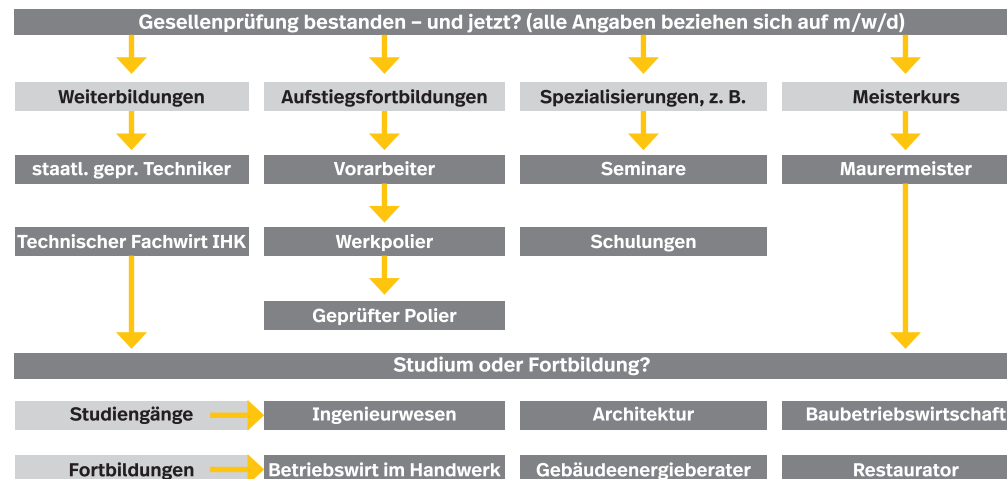 Gesellenprüfung bestanden – und jetzt? (alle Angaben beziehen sich auf m/w/d)
Weiterbildungen
Aufstiegsfortbildungen
Spezialisierungen, z. B.
Meisterkurs
staatl. gepr. Techniker
Vorarbeiter
Seminare
Maurermeister
Technischer Fachwirt IHK
Werkpolier
Schulungen
Geprüfter Polier
Studium oder Fortbildung?
Studiengänge
Ingenieurwesen
Architektur
Baubetriebswirtschaft
Fortbildungen
Betriebswirt im Handwerk
Gebäudeenergieberater
Restaurator